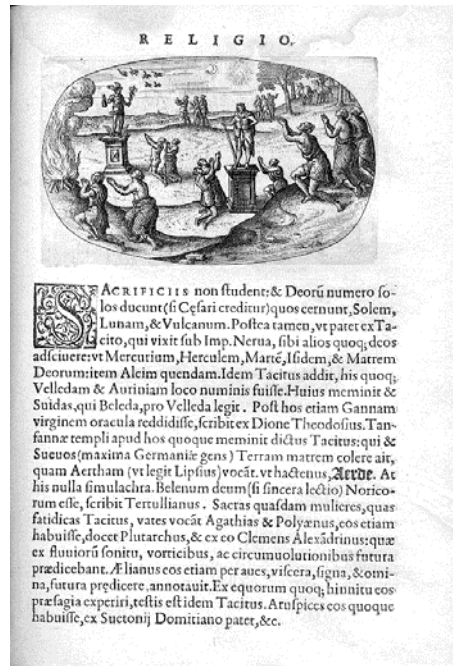 RELIGIO.
SACRIFICIIS non student: & Deorū numero so-
los ducunt (si Cęsari creditur) quos cernunt, Solem,
Lunam, & Vulcanum. Postea tamen, vt patet ex Ta-
cito, qui vixit sub Imp. Nerua, sibi alios quoq; deos
adsciuere: vt Mercurium, Herculem, Martē, Isidem, & Matrem
Deorum: item Alcim quendam. Idem Tacitus addit, his quoq;
Velledam & Auriniam loco numinis fuisse. Huius meminit &
Suidas, qui Beleda, pro Velleda legit. Post hos etiam Gannam
virginem oracula reddidisse, scribit ex Dione Theodosius. Tan-
fannæ templi apud hos quoque meminit dictus Tacitus: qui &
Sueuos (maxima Germaniæ gens) Terram matrem colere ait,
quam Aertham (vt legit Lipsius) vocāt. vt hactenus, Aerde. At
his nulla simulachra. Belenum deum (si sincera lectio) Norico-
rum esse, scribit Tertullianus. Sacras quasdam mulieres, quas
fatidicas Tacitus, vates vocāt Agathias & Polyænus, eos etiam
habuisse, docet Plutarchus, & ex eo Clemens Alexādrinus: quæ
ex fluuiorū sonitu, vorticibus, ac circumuolutionibus futura
prædicebant. Ælianus eos etiam per aues, viscera, signa, & omi-
na, futura prędicere, annotauit. Ex equorum quoq; hinnitu eos
præsagia experiri, testis est idem Tacitus. Aruspices eos quoque
habuisse, ex Suetonij Domitiano patet, &c.